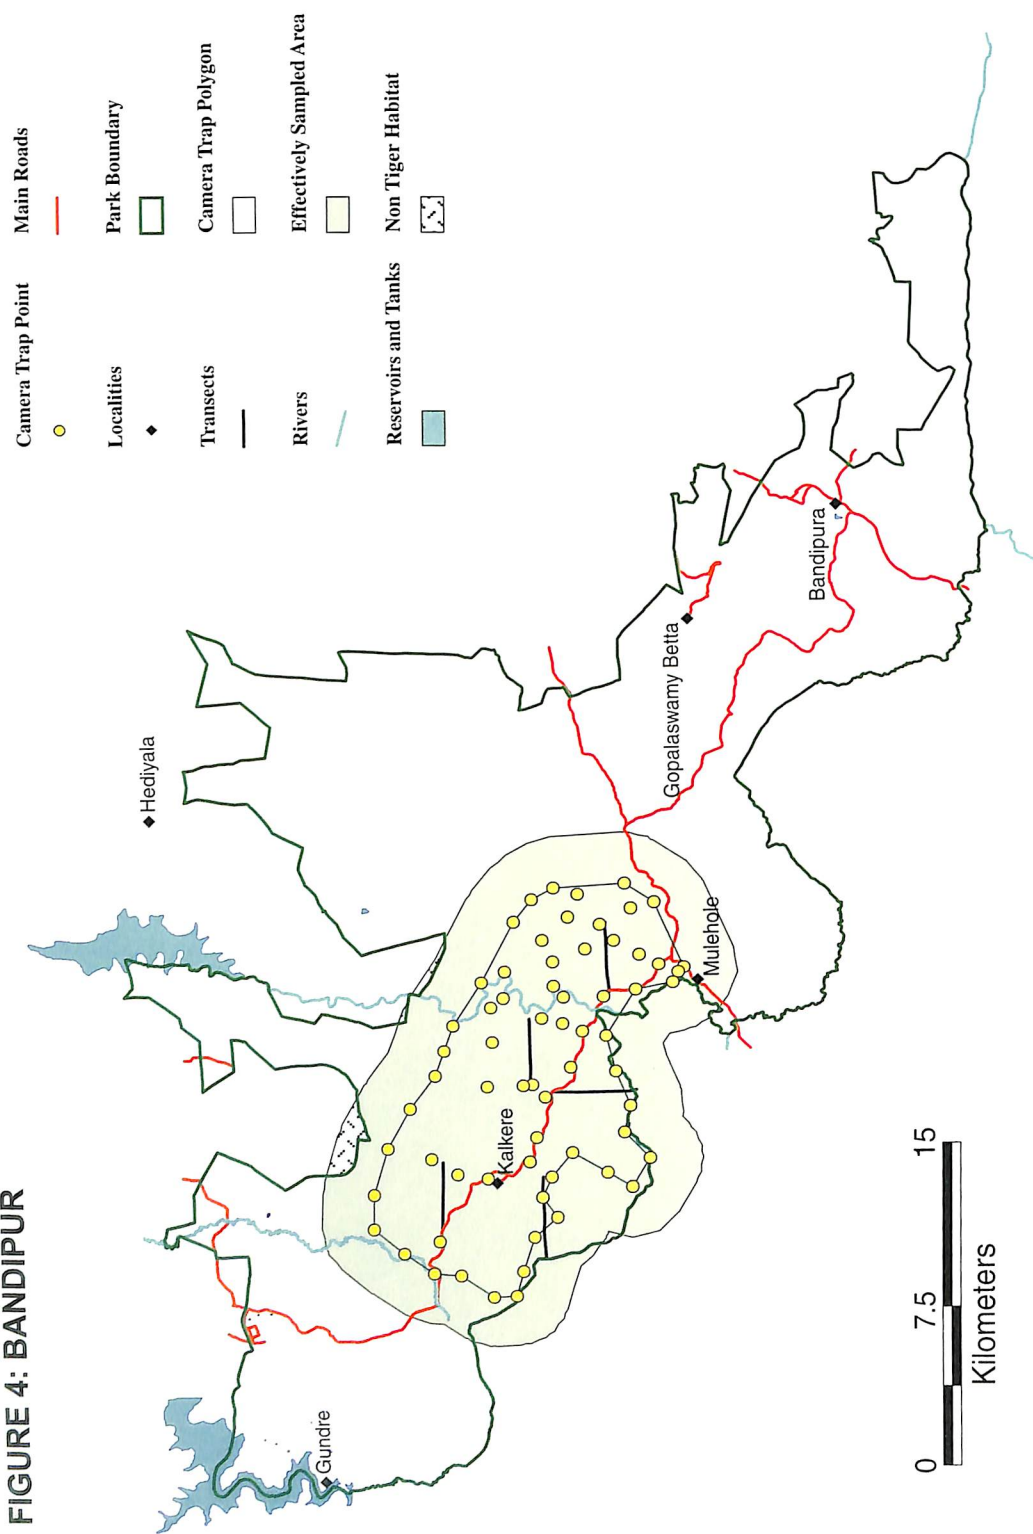 FIGURE 4: BANDIPUR
Camera Trap Point
Main Roads
Localities
Park Boundary
Transects
Camera Trap Polygon
Rivers
Effectively Sampled Area
Reservoirs and Tanks
Non Tiger Habitat
Hediyala
Gundre
Kalkere
Mulehole
Gopalaswamy Betta
Bandipura
0 7.5 15
Kilometers